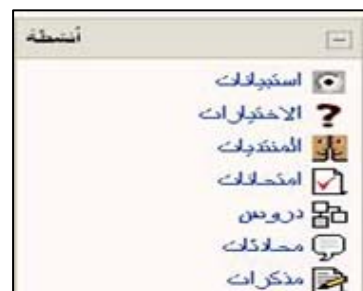 أنشطة
استبيانات
الاختيارات
المنتديات
امتحانات
دروس
محادثات
مذكرات